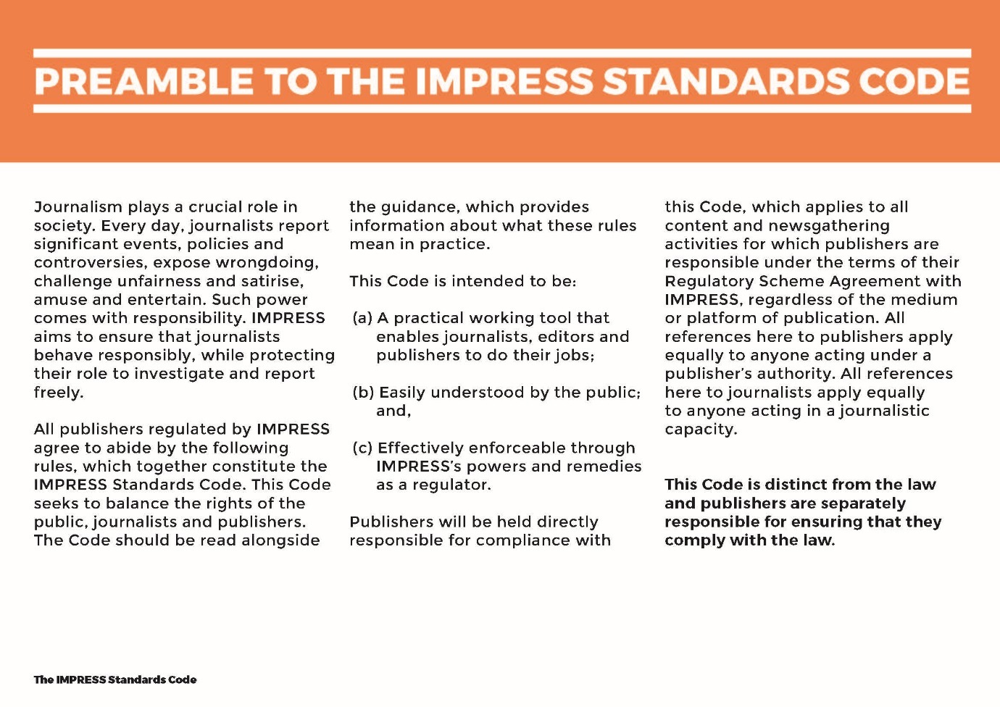 PREAMBLE TO THE IMPRESS STANDARDS CODE
Journalism plays a crucial role in
society. Every day, journalists report
significant events, policies and
controversies, expose wrongdoing,
challenge unfairness and satirise,
amuse and entertain. Such power
comes with responsibility. IMPRESS
aims to ensure that journalists
behave responsibly, while protecting
their role to investigate and report
freely.
All publishers regulated by IMPRESS
agree to abide by the following
rules, which together constitute the
IMPRESS Standards Code. This Code
seeks to balance the rights of the
public, journalists and publishers.
The Code should be read alongside
the guidance, which provides
information about what these rules
mean in practice.
This Code is intended to be:
(a) A practical working tool that
enables journalists, editors and
publishers to do their jobs;
(b) Easily understood by the public;
and,
(c) Effectively enforceable through
IMPRESS’s powers and remedies
as a regulator.
Publishers will be held directly
responsible for compliance with
this Code, which applies to all
content and newsgathering
activities for which publishers are
responsible under the terms of their
Regulatory Scheme Agreement with
IMPRESS, regardless of the medium
or platform of publication. All
references here to publishers apply
equally to anyone acting under a
publisher’s authority. All references
here to journalists apply equally
to anyone acting in a journalistic
capacity.
This Code is distinct from the law
and publishers are separately
responsible for ensuring that they
comply with the law.
The IMPRESS Standards Code